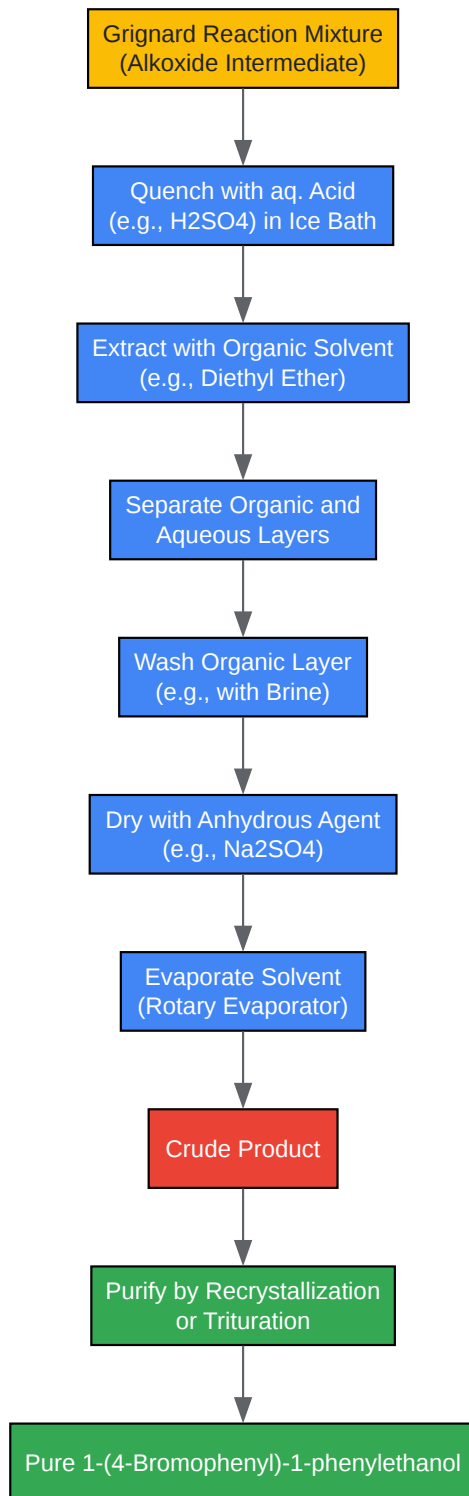 Grignard Reaction Mixture
(Alkoxide Intermediate)
Quench with aq. Acid
(e.g., H2SO4) in Ice Bath
Extract with Organic Solvent
(e.g., Diethyl Ether)
Separate Organic and
Aqueous Layers
Wash Organic Layer
(e.g., with Brine)
Dry with Anhydrous Agent
(e.g., Na2SO4)
Evaporate Solvent
(Rotary Evaporator)
Crude Product
Purify by Recrystallization
or Trituration
Pure 1-(4-Bromophenyl)-1-phenylethanol